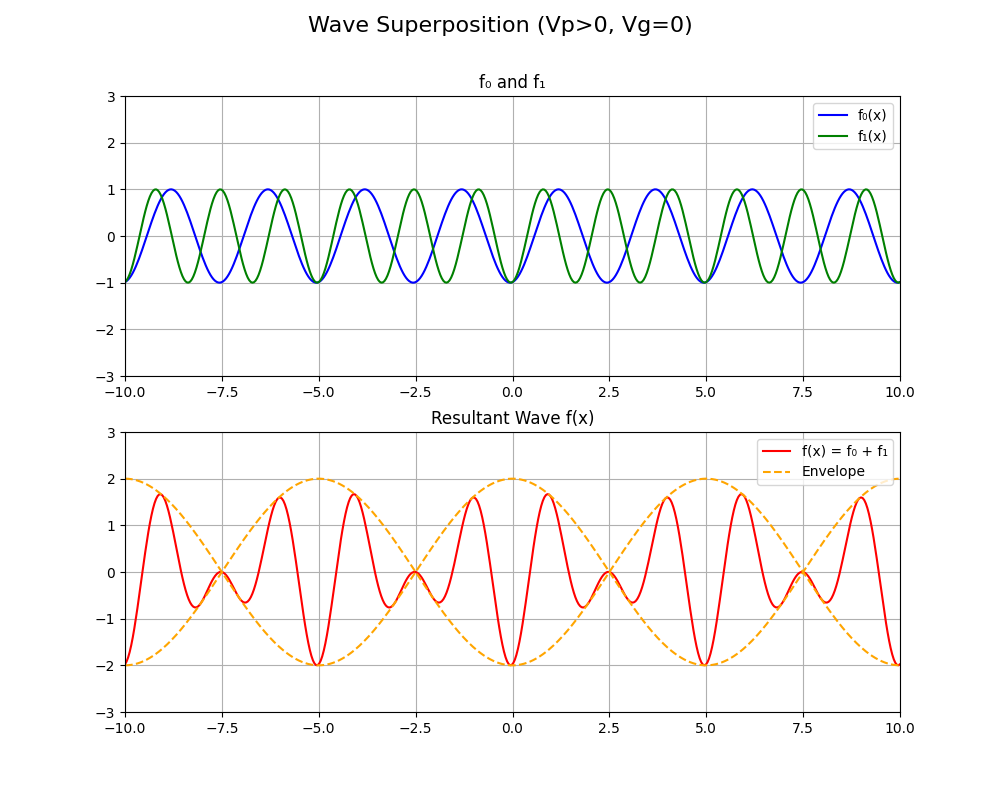 Wave Superposition (Vp>0, Vg=0)
f₀ and f₁
3
2
1
0
−1
−2
−3
f₀(x)
f₁(x)
−10.0 −7.5 −5.0 −2.5 0.0 2.5 5.0 7.5 10.0
Resultant Wave f(x)
3
2
1
0
−1
−2
−3
f(x) = f₀ + f₁
Envelope
−10.0 −7.5 −5.0 −2.5 0.0 2.5 5.0 7.5 10.0